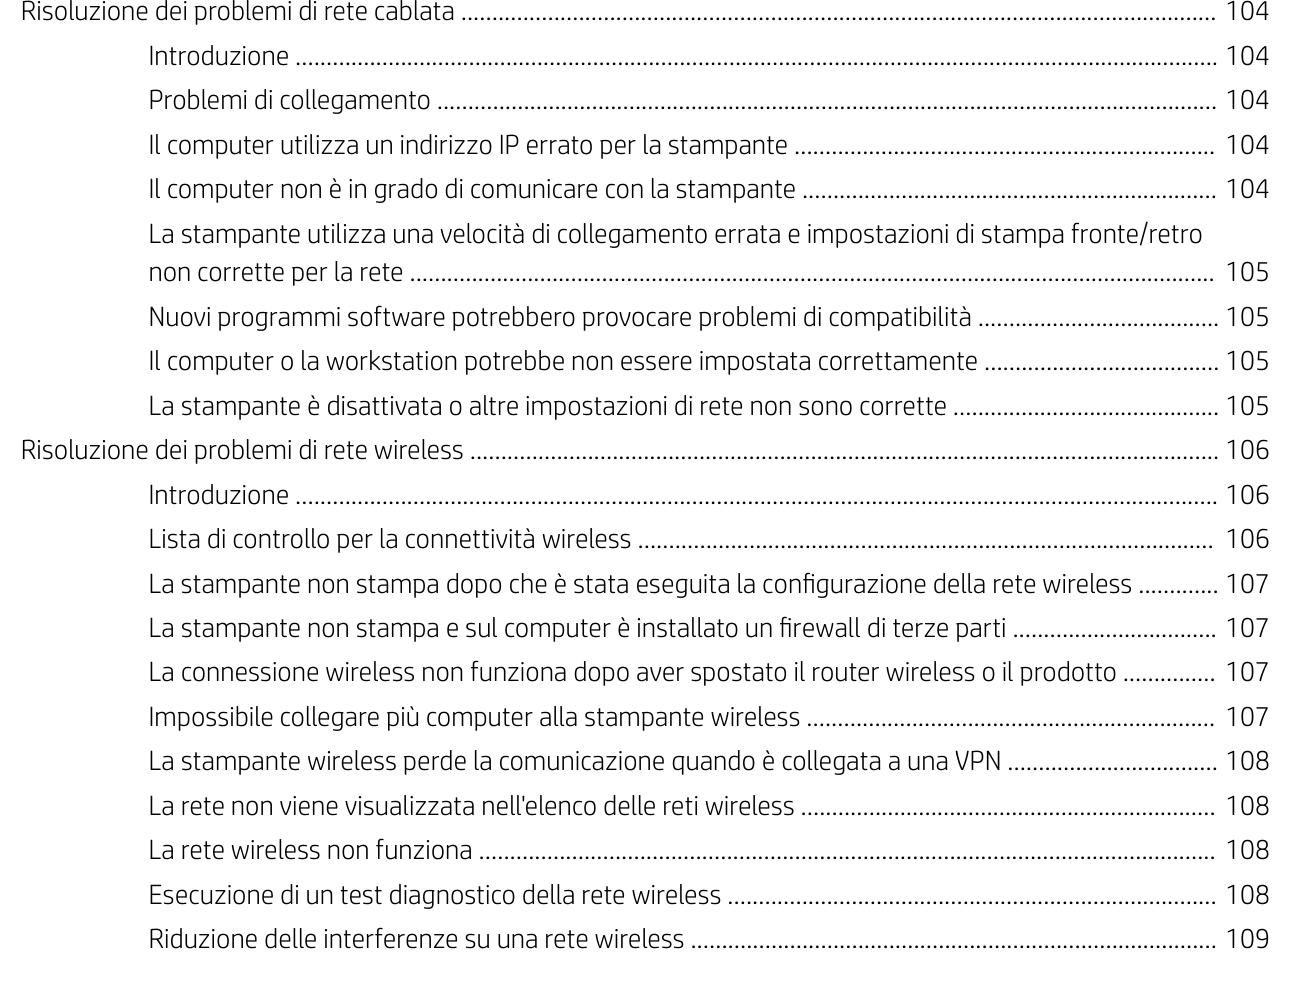 Risoluzione dei problemi di rete cablata ........................................................................................................................... 104
Introduzione ...................................................................................................................................................... 104
Problemi di collegamento ............................................................................................................................... 104
Il computer utilizza un indirizzo IP errato per la stampante .................................................................... 104
Il computer non è in grado di comunicare con la stampante ................................................................... 104
La stampante utilizza una velocità di collegamento errata e impostazioni di stampa fronte/retro
non corrette per la rete ................................................................................................................................... 105
Nuovi programmi software potrebbero provocare problemi di compatibilità ....................................... 105
Il computer o la workstation potrebbe non essere impostata correttamente ...................................... 105
La stampante è disattivata o altre impostazioni di rete non sono corrette ........................................... 105
Risoluzione dei problemi di rete wireless ......................................................................................................................... 106
Introduzione ...................................................................................................................................................... 106
Lista di controllo per la connettività wireless ............................................................................................. 106
La stampante non stampa dopo che è stata eseguita la configurazione della rete wireless ............. 107
La stampante non stampa e sul computer è installato un firewall di terze parti ................................. 107
La connessione wireless non funziona dopo aver spostato il router wireless o il prodotto ............... 107
Impossibile collegare più computer alla stampante wireless .................................................................. 107
La stampante wireless perde la comunicazione quando è collegata a una VPN .................................. 108
La rete non viene visualizzata nell'elenco delle reti wireless ................................................................... 108
La rete wireless non funziona ........................................................................................................................ 108
Esecuzione di un test diagnostico della rete wireless ............................................................................... 108
Riduzione delle interferenze su una rete wireless ..................................................................................... 109